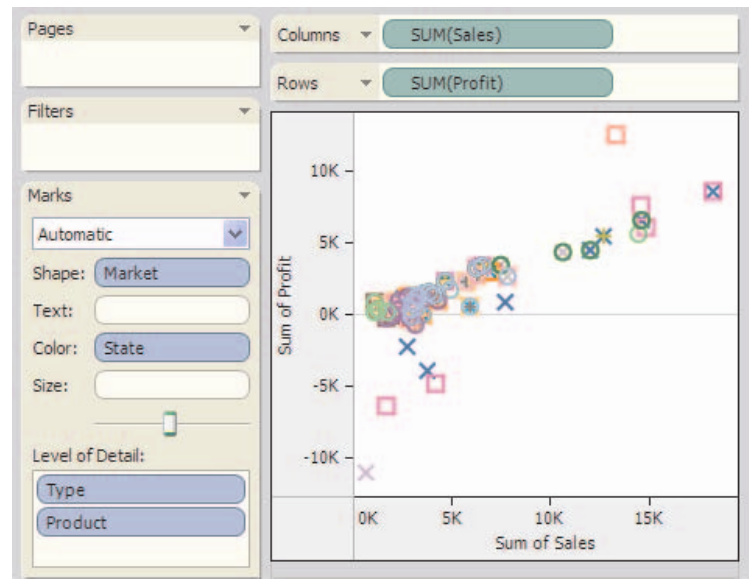 Pages
Columns
SUM(Sales)
Rows
SUM(Profit)
Filters
Marks
Automatic
Shape:
Market
Text:
Color:
State
Size:
Level of Detail:
Type
Product
Sum of Profit
10K
5K
0K
-5K
-10K
0K
5K
10K
15K
Sum of Sales